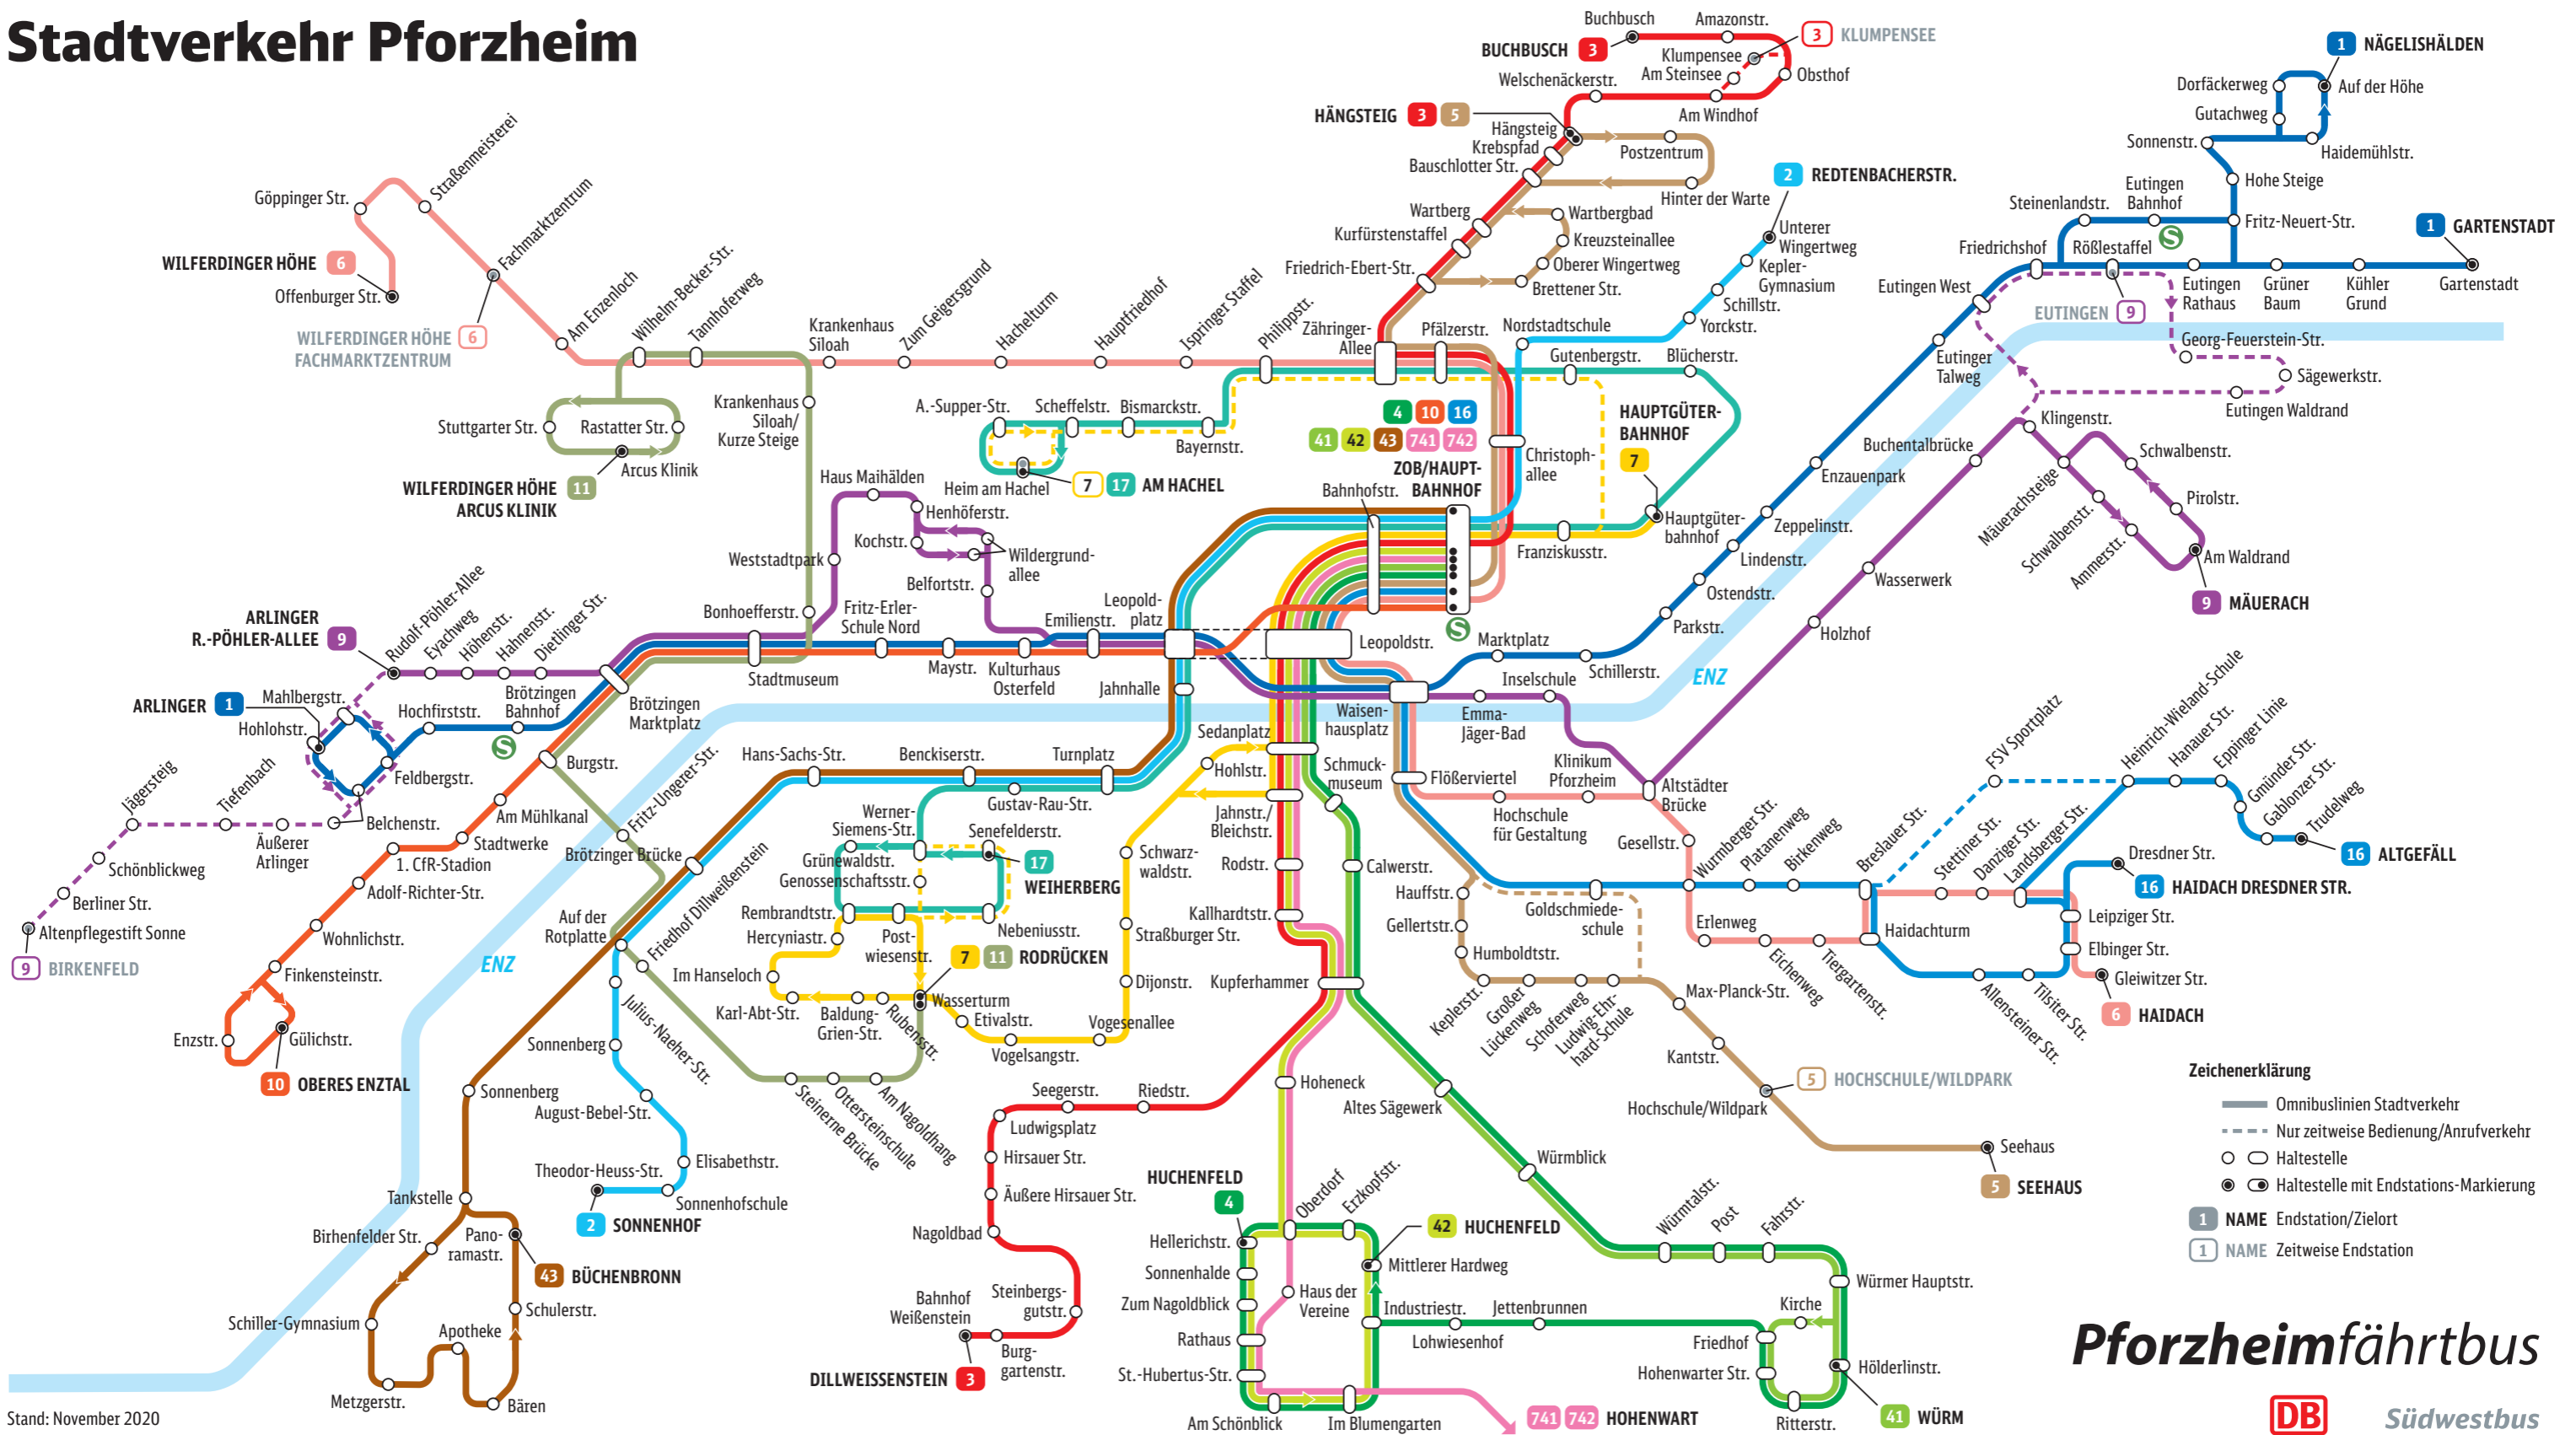 Stadtverkehr Pforzheim
Buchbusch
Amazonstr.
BUCHBUSCH 3
3 KLUMPENSEE
Klumpensee
Am Steinsee
Obsthof
Welschenäckerstr.
Am Windhof
HÄNGSTEIG 3 5
Hängsteig
Krebspfad
Bauschlotter Str.
Postzentrum
Hinter der Warte
Wartberg
Wartbergbad
Kurfürstenstaffel
Kreuzsteinallee
Oberer Wingertweg
Friedrich-Ebert-Str.
Brettener Str.
2 REDTENBACHERSTR.
Unterer
Wingertweg
Kepler-
Gymnasium
Schillstr.
Yorckstr.
Nordstadtschule
1 NÄGELISHÄLDEN
Dorfäckerweg
Auf der Höhe
Gutachweg
Sonnenstr.
Haidemühlstr.
Hohe Steige
Eutingen
Bahnhof
Steinenlandstr.
Fritz-Neuert-Str.
S
1 GARTENSTADT
Friedrichshof
Rößlestaffel
Eutingen West
Eutingen
Rathaus
Grüner
Baum
Kühler
Grund
Gartenstadt
EUTINGEN 9
Georg-Feuerstein-Str.
Sägewerkstr.
Eutingen Waldrand
Eutinger
Talweg
Klingenstr.
Buchentalbrücke
Schwalbenstr.
Enzauenpark
Mäuerachsteige
Pirolstr.
Schwalbenstr.
Ammerstr.
Am Waldrand
9 MÄUERACH
Zeppelinstr.
Lindenstr.
Ostendstr.
Parkstr.
Wasserwerk
Holzhof
Göppinger Str.
Straßenmeisterei
Fachmarktzentrum
WILFERDINGER HÖHE 6
Offenburger Str.
WILFERDINGER HÖHE
FACHMARKTZENTRUM 6
Am Enzenloch
Wilhelm-Becker-Str.
Tannhoferweg
Krankenhaus
Siloah
Zum Geigersgrund
Hachelturm
Hauptfriedhof
Ispringer Staffel
Philippstr.
Zähringer-
Allee
Pfälzerstr.
Gutenbergstr.
Blücherstr.
Krankenhaus
Siloah/
Kurze Steige
Stuttgarter Str.
Rastatter Str.
Arcus Klinik
WILFERDINGER HÖHE
ARCUS KLINIK 11
A.-Supper-Str.
Scheffelstr.
Bismarckstr.
Bayernstr.
Heim am Hachel
7 17 AM HACHEL
4 10 16
41 42 43 741 742
ZOB/HAUPT-
BAHNHOF
Bahnhofstr.
Christoph-
allee
HAUPTGÜTER-
BAHNHOF
7
Hauptgüter-
bahnhof
Franziskusstr.
S
Haus Maihälden
Henhöferstr.
Kochstr.
Wildergrund-
allee
Weststadtpark
Belfortstr.
Bonhoefferstr.
Fritz-Erler-
Schule Nord
Emilienstr.
Leopold-
platz
Leopoldstr.
Marktplatz
Schillerstr.
Stadtmuseum
Maystr.
Kulturhaus
Osterfeld
Jahnhalle
Waisen-
hausplatz
Inselschule
Emma-
Jäger-Bad
ENZ
ARLINGER
R.-PÖHLER-ALLEE 9
Rudolf-Pöhler-Allee
Eyachweg
Höhenstr.
Hahnenstr.
Dietlinger Str.
ARLINGER 1
Mahlbergstr.
Hohlohstr.
Hochfirststr.
Brötzingen
Bahnhof
S
Brötzingen
Marktplatz
Feldbergstr.
Belchenstr.
Burgstr.
Jägersteig
Tiefenbach
Äußerer
Arlinger
Schönblickweg
Berliner Str.
Altenpflegestift Sonne
9 BIRKENFELD
Am Mühlkanal
Stadtwerke
1. CfR-Stadion
Adolf-Richter-Str.
Wohnlichstr.
Finkensteinstr.
Enzstr.
Gülichstr.
10 OBERES ENZTAL
ENZ
Fritz-Ungerer-Str.
Brötzinger Brücke
Auf der
Rotplatte
Friedhof Dillweißenstein
Hans-Sachs-Str.
Benckiserstr.
Turnplatz
Gustav-Rau-Str.
Werner-
Siemens-Str.
Senefelderstr.
Grünewaldstr.
Genossenschaftsstr.
17
WEIHERBERG
Rembrandtstr.
Nebeniusstr.
Hercyniastr.
Post-
wiesenstr.
7 11 RODRÜCKEN
Im Hanseloch
Wasserturm
Karl-Abt-Str.
Baldung-
Grien-Str.
Rubensstr.
Etivalstr.
Vogelsangstr.
Vogesenallee
Dijonstr.
Straßburger Str.
Schwarz-
waldstr.
Sedanplatz
Hohlstr.
Jahnstr./
Bleichstr.
Schmuck-
museum
Rodstr.
Calwerstr.
Kallhardtstr.
Kupferhammer
Flößerviertel
Hochschule
für Gestaltung
Klinikum
Pforzheim
Altstädter
Brücke
Gesellstr.
Hauffstr.
Gellertstr.
Humboldtstr.
Goldschmiede-
schule
Keplerstr.
Großer
Lückenweg
Schoferweg
Ludwig-Ehr-
hard-Schule
Max-Planck-Str.
Kantstr.
Hochschule/Wildpark
5 HOCHSCHULE/WILDPARK
Seehaus
5 SEEHAUS
Wurmberger Str.
Platanenweg
Birkenweg
Breslauer Str.
FSV Sportplatz
Heinrich-Wieland-Schule
Hanauer Str.
Eppinger Linie
Gmünder Str.
Gablonzer Str.
Trudelweg
16 ALTGEFÄLL
Stettiner Str.
Danziger Str.
Landsberger Str.
Dresdner Str.
16 HAIDACH DRESDNER STR.
Erlenweg
Eichenweg
Tiergartenstr.
Haidachturm
Leipziger Str.
Elbinger Str.
Gleiwitzer Str.
Allensteiner Str.
Tilsiter Str.
6 HAIDACH
Julius-Naeher-Str.
Sonnenberg
August-Bebel-Str.
Elisabethstr.
Theodor-Heuss-Str.
Sonnenhofschule
2 SONNENHOF
Steinerne Brücke
Ottersteinschule
Am Nagoldhang
Sonnenberg
Tankstelle
Birhenfelder Str.
Pano-
ramastr.
43 BÜCHENBRONN
Schiller-Gymnasium
Schulerstr.
Apotheke
Metzgerstr.
Bären
Seegerstr.
Riedstr.
Ludwigsplatz
Hirsauer Str.
Äußere Hirsauer Str.
Nagoldbad
Steinbergs-
gutstr.
Bahnhof
Weißenstein
Burg-
gartenstr.
DILLWEISSENSTEIN 3
Hoheneck
Altes Sägewerk
Würmblick
HUCHENFELD
4
Oberdorf
Erzkopfstr.
42 HUCHENFELD
Hellerichstr.
Mittlerer Hardweg
Sonnenhalde
Zum Nagoldblick
Haus der
Vereine
Rathaus
St.-Hubertus-Str.
Am Schönblick
Im Blumengarten
Industriestr.
Lohwiesenhof
Jettenbrunnen
741 742 HOHENWART
Würmtalstr.
Post
Fahrstr.
Würmer Hauptstr.
Kirche
Friedhof
Hohenwarter Str.
Hölderlinstr.
Ritterstr.
41 WÜRM
Zeichenerklärung
Omnibuslinien Stadtverkehr
Nur zeitweise Bedienung/Anrufverkehr
Haltestelle
Haltestelle mit Endstations-Markierung
1 NAME Endstation/Zielort
1 NAME Zeitweise Endstation
Pforzheimfährtbus
DB Südwestbus
Stand: November 2020